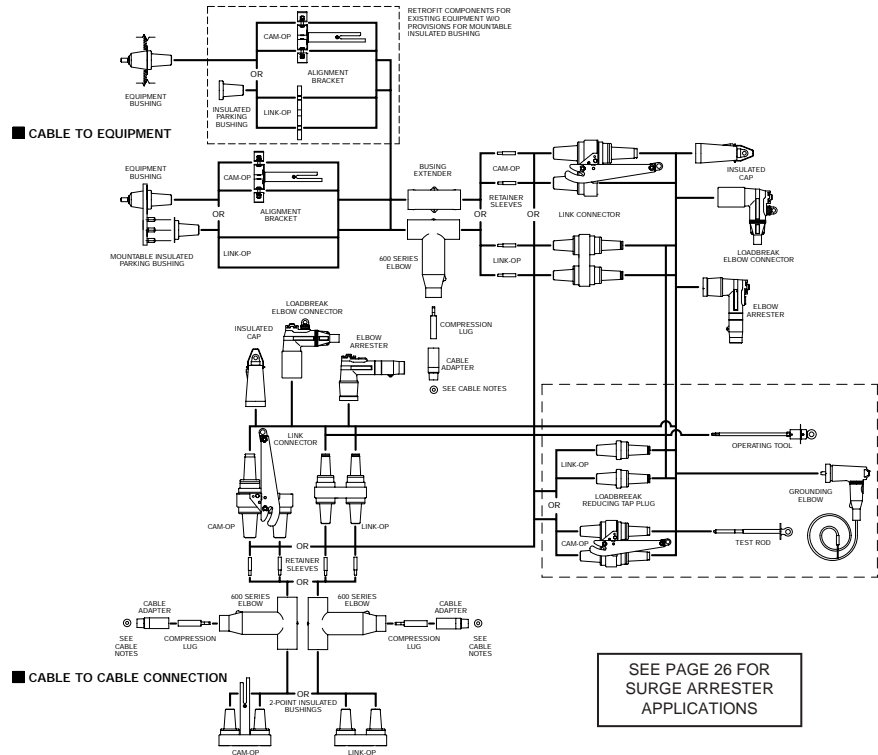 RETROFIT COMPONENTS FOR
EXISTING EQUIPMENT W/O
PROVISIONS FOR MOUNTABLE
INSULATED BUSHING
CAM-OP
OR
ALIGNMENT
BRACKET
EQUIPMENT
BUSHING
INSULATED
PARKING
BUSHING
LINK-OP
■ CABLE TO EQUIPMENT
EQUIPMENT
BUSHING
CAM-OP
OR
ALIGNMENT
BRACKET
MOUNTABLE INSULATED
PARKING BUSHING
LINK-OP
BUSING
EXTENDER
600 SERIES
ELBOW
COMPRESSION
LUG
CABLE
ADAPTER
SEE CABLE NOTES
CAM-OP
RETAINER
SLEEVES
OR
OR
LINK CONNECTOR
LINK-OP
INSULATED
CAP
LOADBREAK
ELBOW CONNECTOR
ELBOW
ARRESTER
LOADBREAK
ELBOW CONNECTOR
INSULATED
CAP
ELBOW
ARRESTER
LINK
CONNECTOR
CAM-OP
LINK-OP
OR
RETAINER
SLEEVES
OR
OPERATING TOOL
LINK-OP
OR
LOADBREEAK
REDUCING TAP PLUG
GROUNDING
ELBOW
CAM-OP
TEST ROD
600 SERIES
ELBOW
600 SERIES
ELBOW
CABLE
ADAPTER
CABLE
ADAPTER
SEE
CABLE
NOTES
COMPRESSION
LUG
COMPRESSION
LUG
SEE
CABLE
NOTES
■ CABLE TO CABLE CONNECTION
OR
2-POINT INSULATED
BUSHINGS
CAM-OP
LINK-OP
SEE PAGE 26 FOR
SURGE ARRESTER
APPLICATIONS